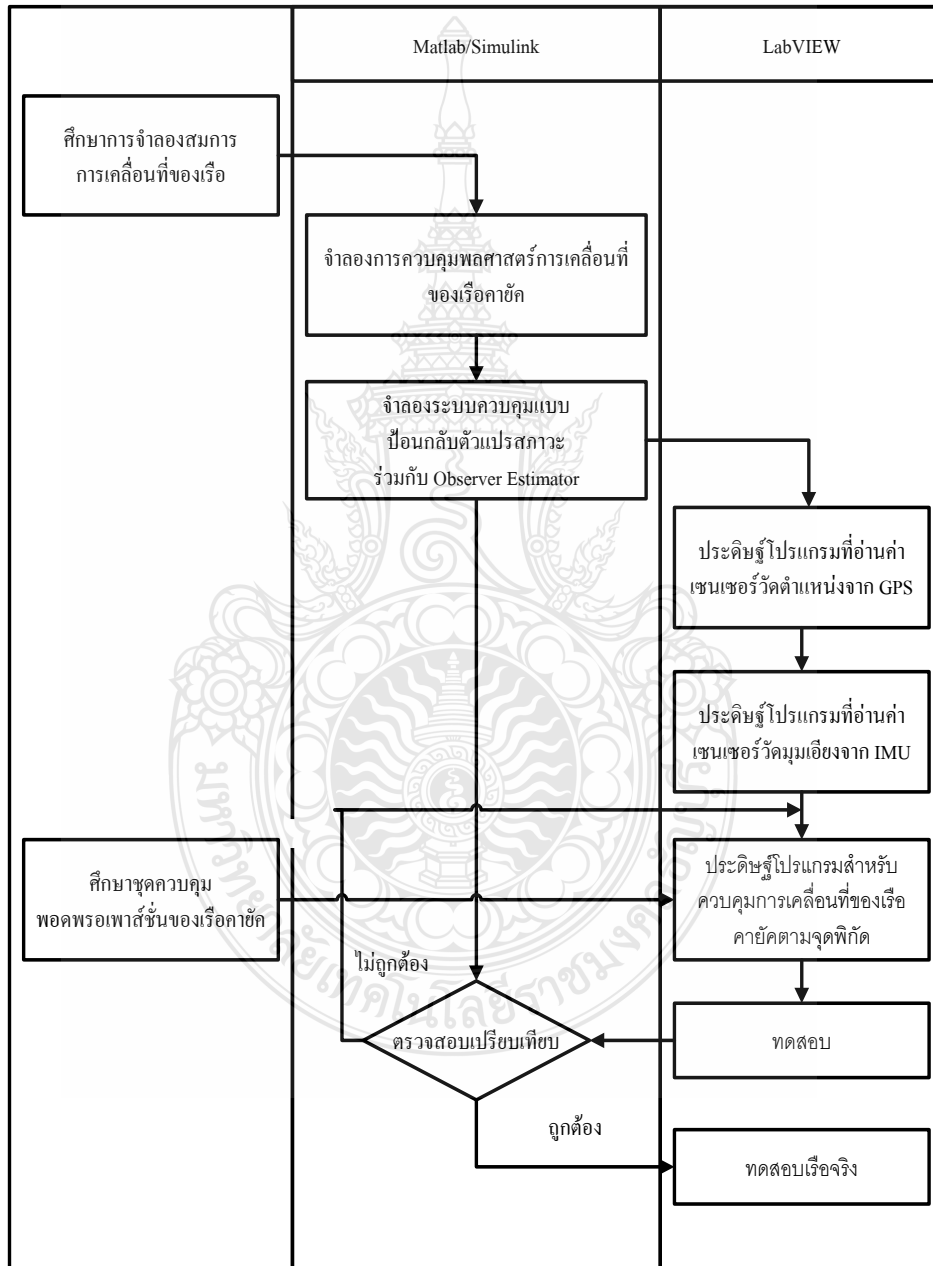 Matlab/Simulink
LabVIEW
ศึกษาการจำลองสมการ
การเคลื่อนที่ของเรือ
จำลองการควบคุมพลศาสตร์การเคลื่อนที่
ของเรือคายัค
จำลองระบบควบคุมแบบ
ป้อนกลับตัวแปรสภาวะ
ร่วมกับ Observer Estimator
ประดิษฐ์โปรแกรมที่อ่านค่า
เซนเซอร์วัดตำแหน่งจาก GPS
ประดิษฐ์โปรแกรมที่อ่านค่า
เซนเซอร์วัดมุมเอียงจาก IMU
ศึกษาชุดควบคุม
พอดพรอเพาส์ชั่นของเรือคายัค
ประดิษฐ์โปรแกรมสำหรับ
ควบคุมการเคลื่อนที่ของเรือ
คายัคตามจุดพิกัด
ไม่ถูกต้อง
ตรวจสอบเปรียบเทียบ
ทดสอบ
ถูกต้อง
ทดสอบเรือจริง